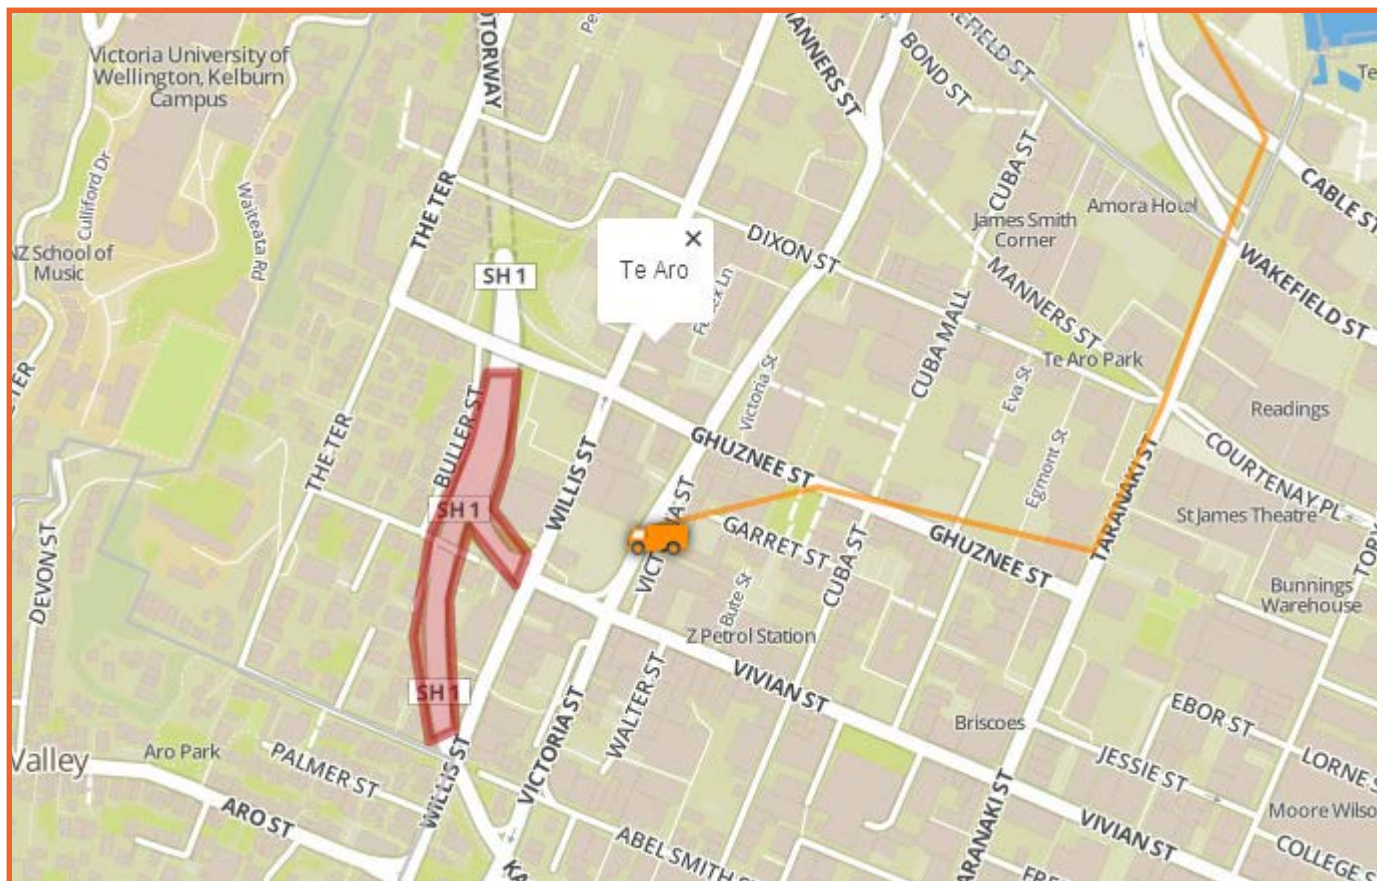 Victoria University of
Wellington, Kelburn
Campus
OTORWAY
MANNERS ST
BOND ST
EFIELD ST
CUBA ST
CABLE ST
Culliford Dr
Waiteata Rd
THE TER
NZ School of
Music
SH 1
Te Aro
DIXON ST
James Smith
Corner
Amora Hotel
WAKEFIELD ST
MANNERS ST
CUBA MALL
Te Aro Park
Victoria St
Eva St
Readings
THE TER
BULLER ST
WILLIS ST
GHUZNEE ST
Egmont St
TARANAKI ST
COURTENAY PL
St James Theatre
SH 1
GARRET ST
CUBA ST
GHUZNEE ST
Bunnings
Warehouse
DEVON ST
Bute St
Z Petrol Station
VIVIAN ST
WALTER ST
SH 1
VICTORIA ST
Briscoes
EBOR ST
JESSIE ST
LORNE S
Valley
Aro Park
PALMER ST
WILLIS ST
ARO ST
ABEL SMITH S
ARANAKI ST
VIVIAN ST
Moore Wilso
COLLEGE S
KA